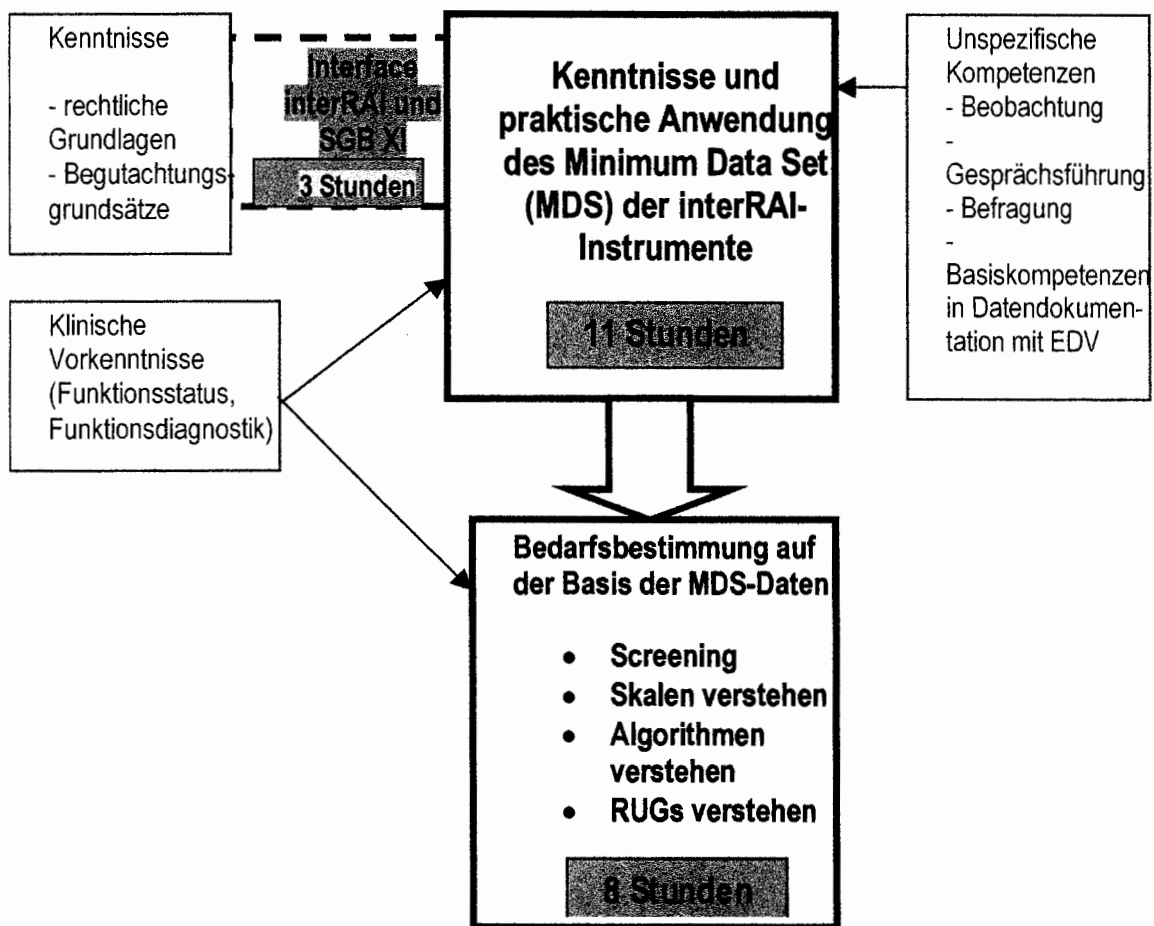 Kenntnisse
- rechtliche
Grundlagen
- Begutachtungs-
grundsätze
Interface
interRAI und
SGB XI
3 Stunden
Kenntnisse und
praktische Anwendung
des Minimum Data Set
(MDS) der interRAI-
Instrumente
11 Stunden
Unspezifische
Kompetenzen
- Beobachtung
-
Gesprächsführung
- Befragung
-
Basiskompetenzen
in Datendokumen-
tation mit EDV
Klinische
Vorkenntnisse
(Funktionsstatus,
Funktionsdiagnostik)
Bedarfsbestimmung auf
der Basis der MDS-Daten
• Screening
• Skalen verstehen
• Algorithmen
verstehen
• RUGs verstehen
8 Stunden